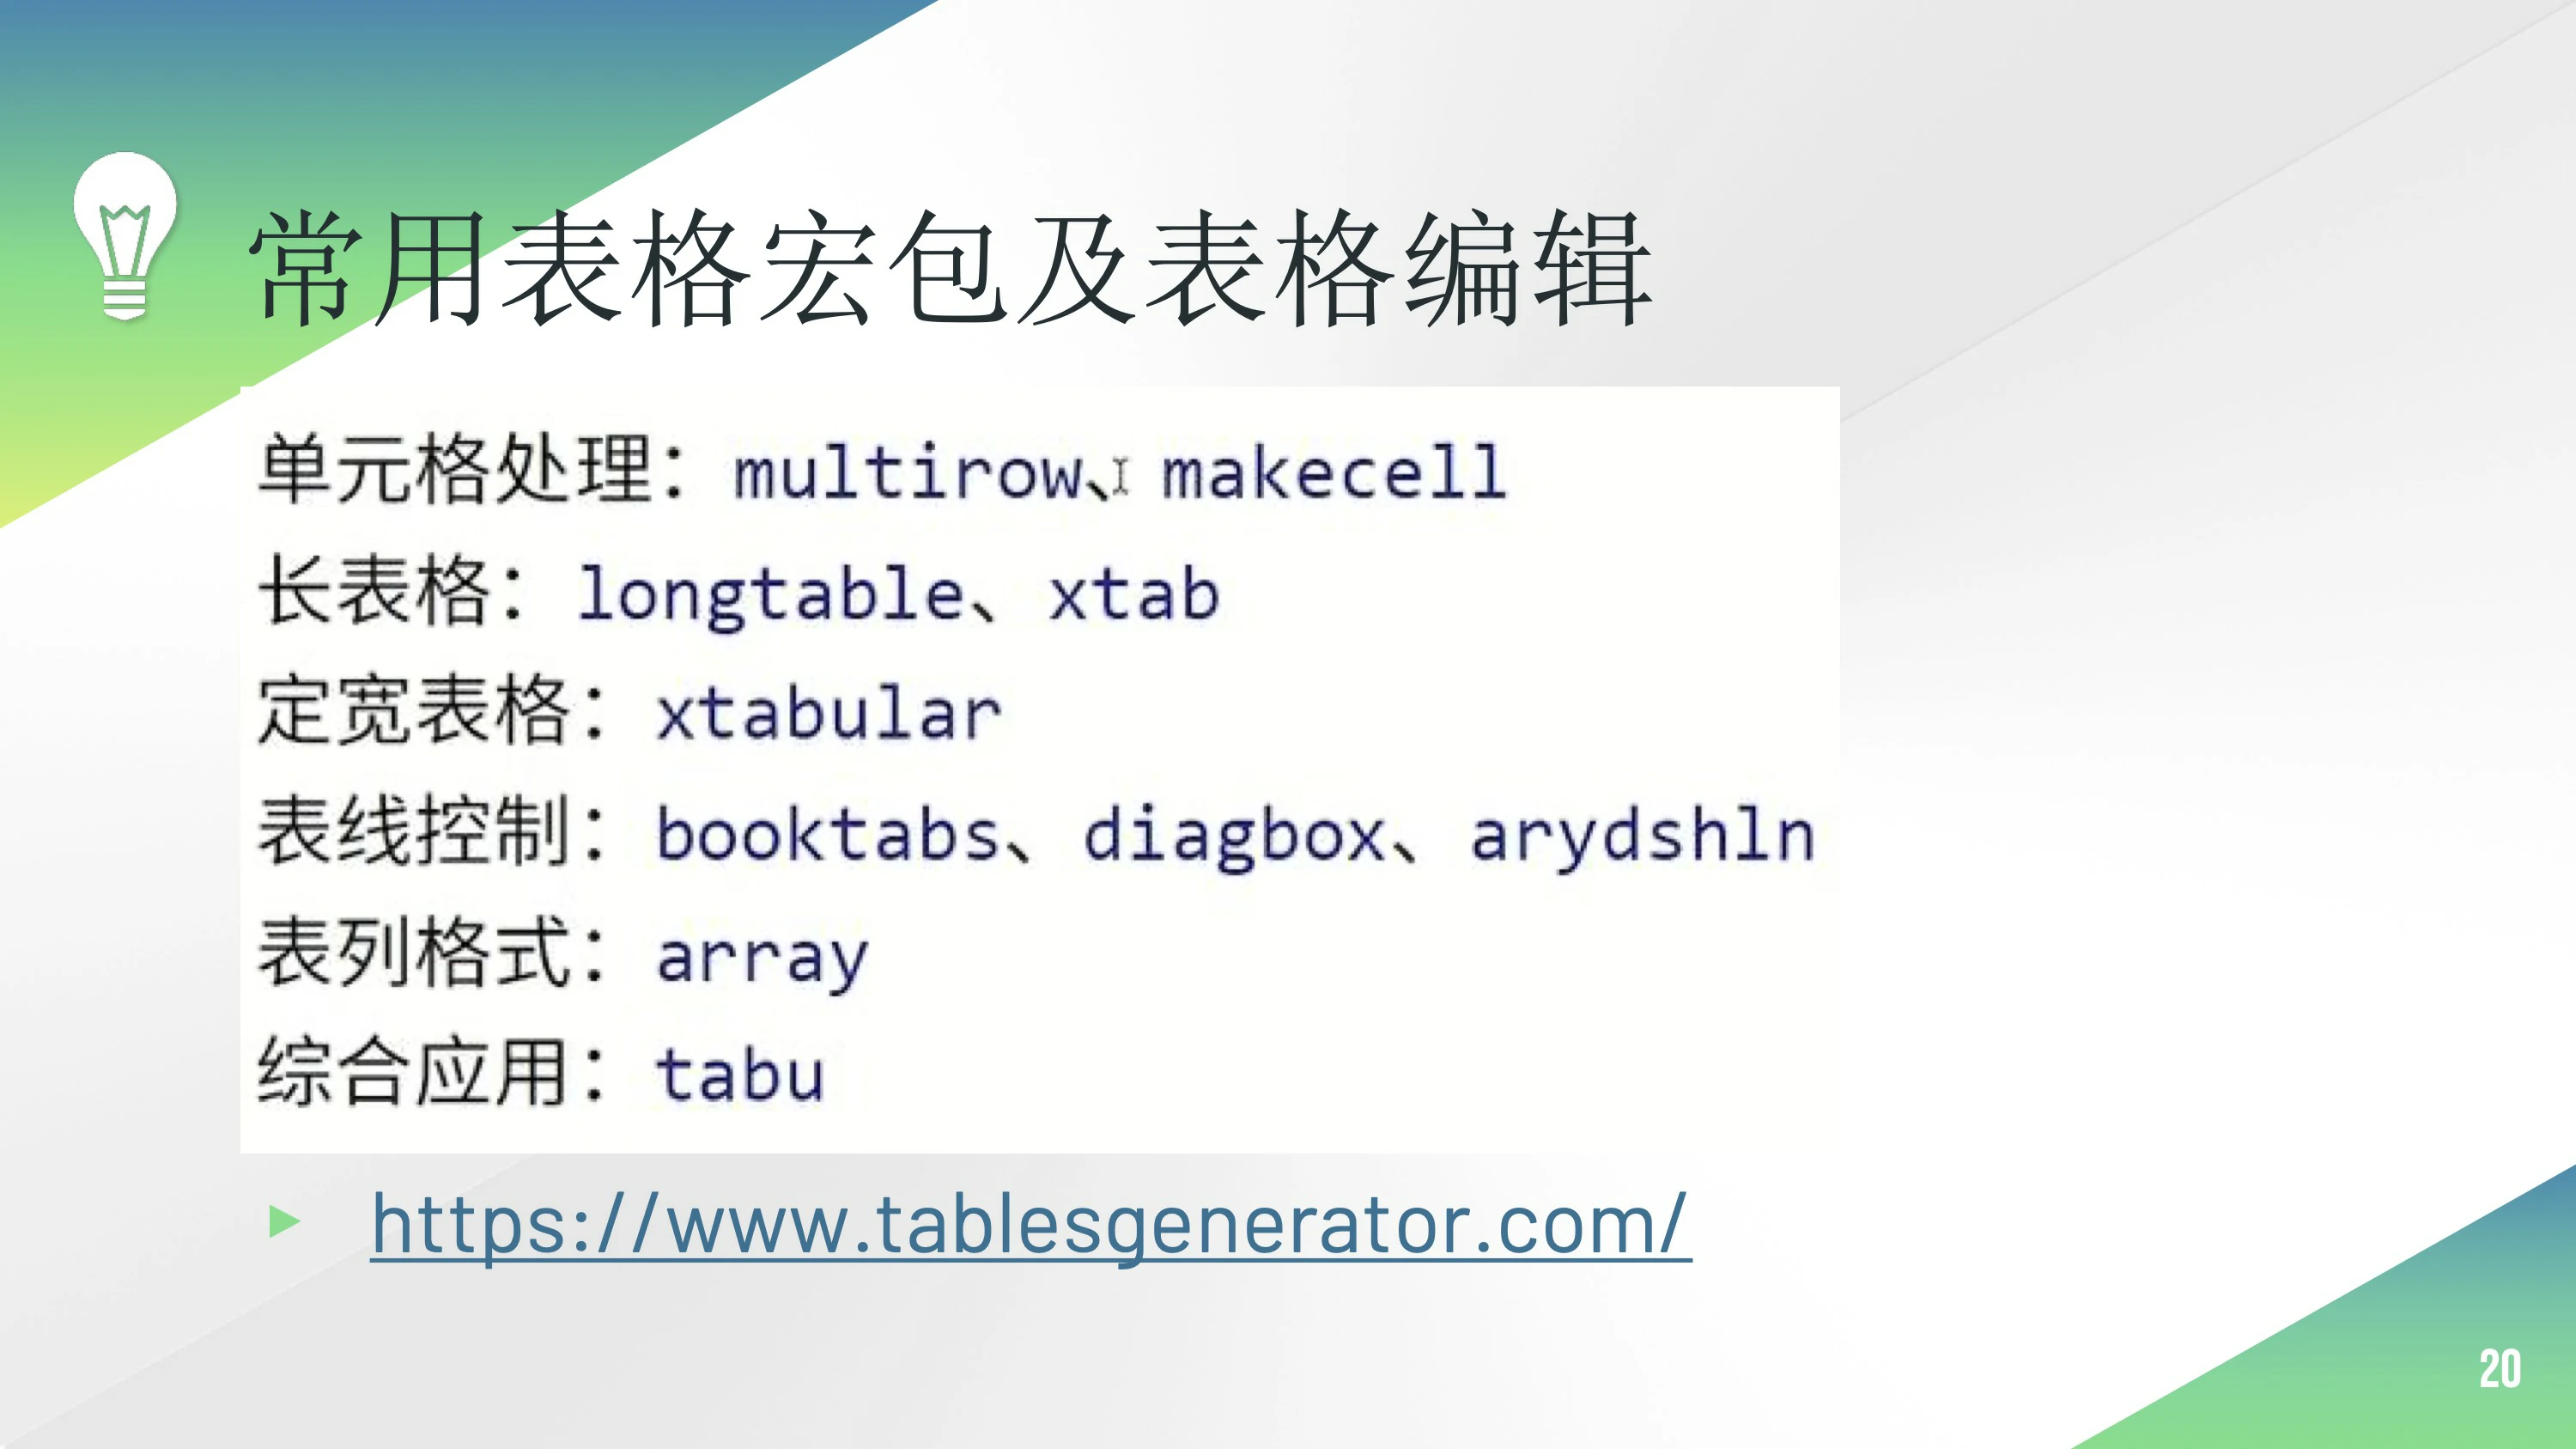 常用表格宏包及表格编辑
单元格处理：multirow、makecell
长表格：longtable、xtab
定宽表格：xtabular
表线控制：booktabs、diagbox、arydshln
表列格式：array
综合应用：tabu
https://www.tablesgenerator.com/
20